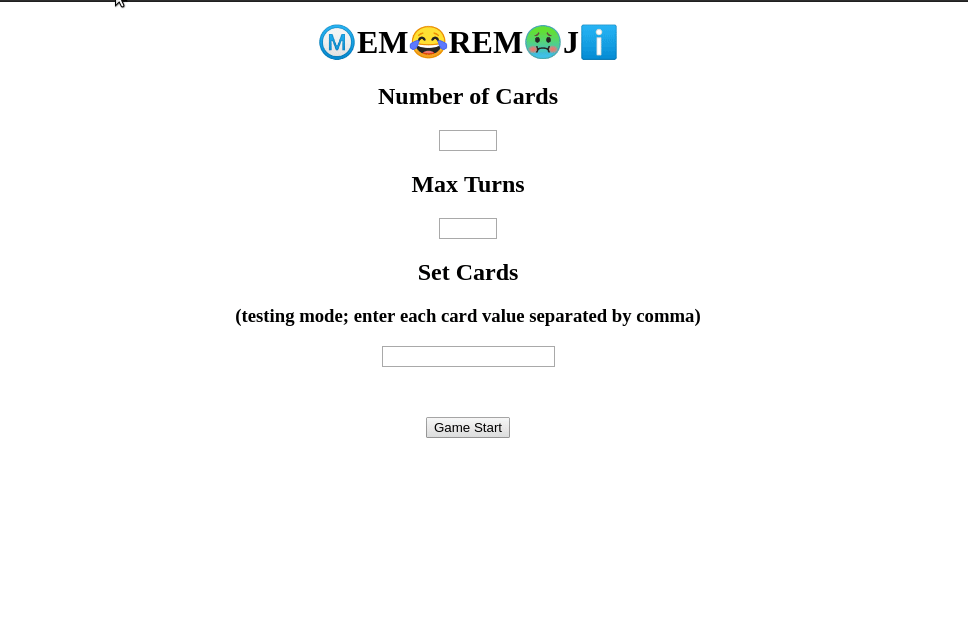 Ⓜ️EM😂REM🤢Jℹ️
Number of Cards
Max Turns
Set Cards
(testing mode; enter each card value separated by comma)
Game Start